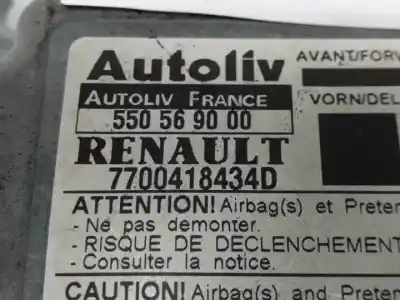 Autoliv
AVANT/FORW
AUTOLIV FRANCE
VORN/DEL
550 56 90 00
RENAULT
7700418434D
ATTENTION! Airbag(s) et Preten
- Ne pas demonter.
- RISQUE DE DECLENCHEMENT
- Consulter la notice.
CAUTION! Airbag(s) and Preten